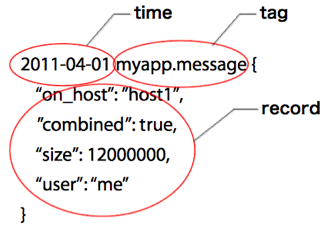 time
tag
2011-04-01 myapp.message {
“on_host”: “host1”,
”combined”: true,
“size”: 12000000,
“user”: “me”
}
record